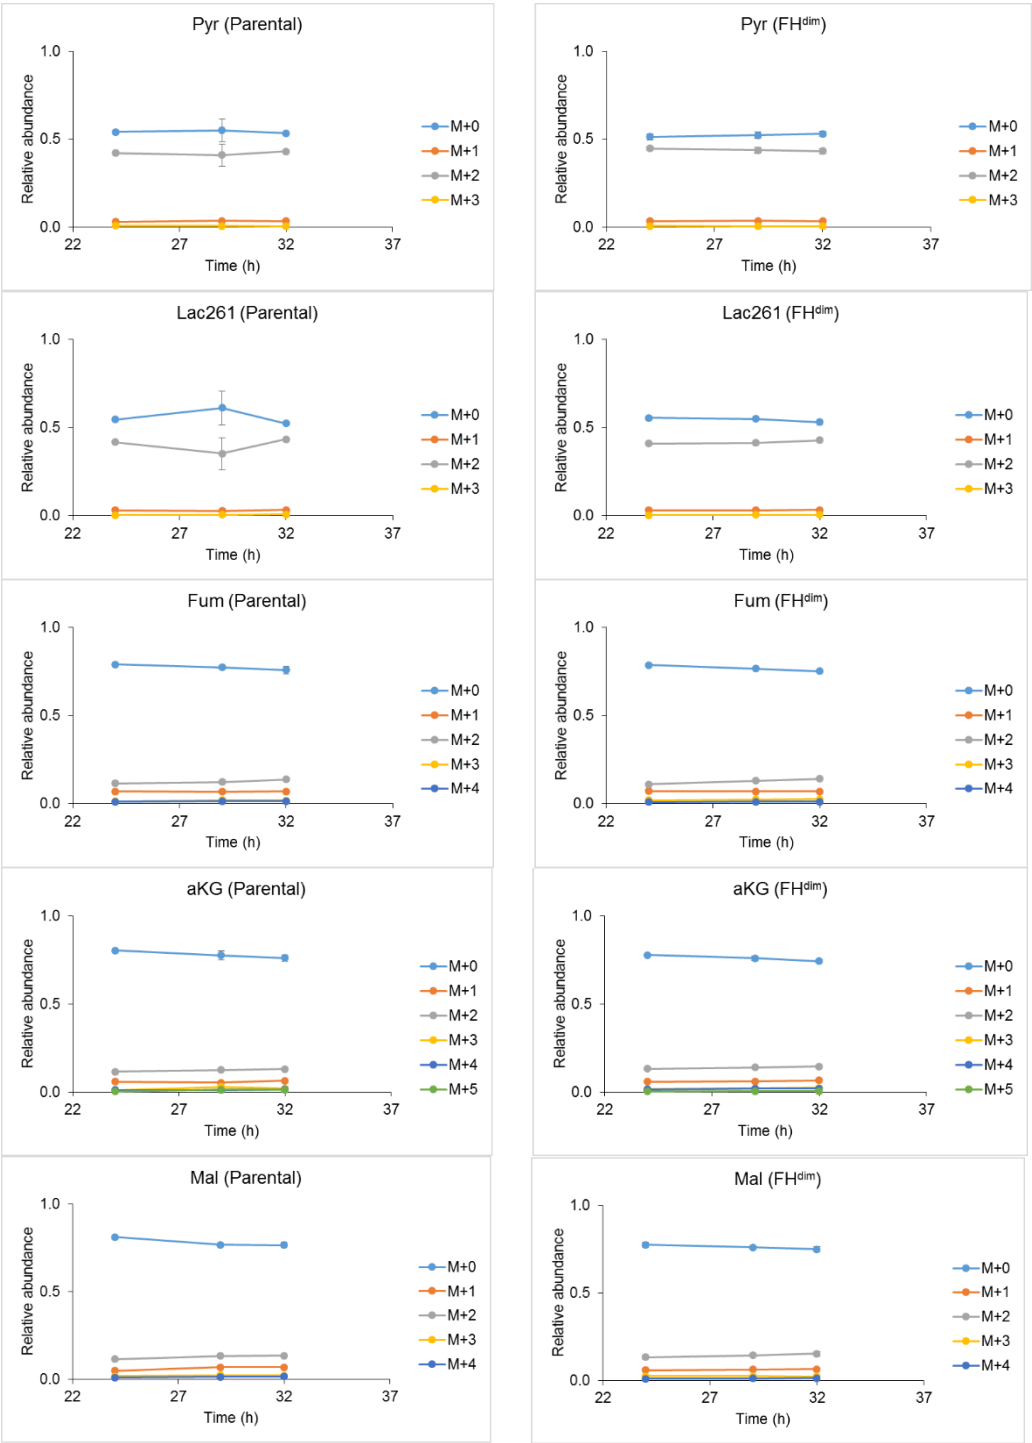 Pyr (Parental)
1.0
0.5
0.0
Relative abundance
22 27 32 37
Time (h)
M+0
M+1
M+2
M+3
Pyr (FHdim)
1.0
0.5
0.0
Relative abundance
22 27 32 37
Time (h)
M+0
M+1
M+2
M+3
Lac261 (Parental)
1.0
0.5
0.0
Relative abundance
22 27 32 37
Time (h)
M+0
M+1
M+2
M+3
Lac261 (FHdim)
1.0
0.5
0.0
Relative abundance
22 27 32 37
Time (h)
M+0
M+1
M+2
M+3
Fum (Parental)
1.0
0.5
0.0
Relative abundance
22 27 32 37
Time (h)
M+0
M+1
M+2
M+3
M+4
Fum (FHdim)
1.0
0.5
0.0
Relative abundance
22 27 32 37
Time (h)
M+0
M+1
M+2
M+3
M+4
aKG (Parental)
1.0
0.5
0.0
Relative abundance
22 27 32 37
Time (h)
M+0
M+1
M+2
M+3
M+4
M+5
aKG (FHdim)
1.0
0.5
0.0
Relative abundance
22 27 32 37
Time (h)
M+0
M+1
M+2
M+3
M+4
M+5
Mal (Parental)
1.0
0.5
0.0
Relative abundance
22 27 32 37
Time (h)
M+0
M+1
M+2
M+3
M+4
Mal (FHdim)
1.0
0.5
0.0
Relative abundance
22 27 32 37
Time (h)
M+0
M+1
M+2
M+3
M+4